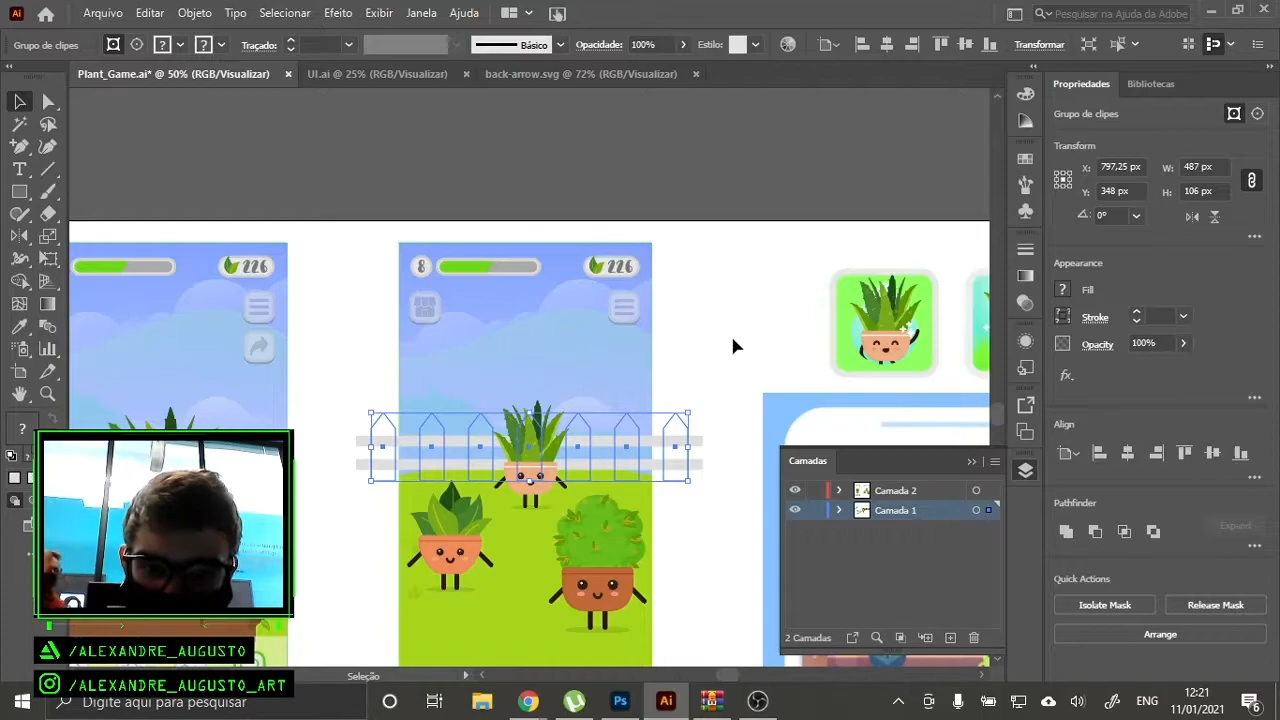 Ai
Arquivo Editar Objeto Tipo Selecionar Efeito Exibir Janela Ajuda
Pesquisar na Ajuda da Adobe
Grupo de clipes
?
?
Traçado:
Básico
Opacidade: 100%
Estilo:
Transformar
Plant_Game.ai* @ 50% (RGB/Visualizar)
UI.ai @ 25% (RGB/Visualizar)
back-arrow.svg @ 72% (RGB/Visualizar)
Propriedades
Bibliotecas
Grupo de clipes
Transform
X: 797,25 px
W: 487 px
Y: 348 px
H: 106 px
0°
Appearance
? Fill
Stroke
Opacity 100%
fx.
Align
Pathfinder
Expand
Quick Actions
Isolate Mask
Release Mask
Arrange
226
8
226
Camadas
Camada 2
Camada 1
2 Camadas
?
/ALEXANDRE_AUGUSTO
/ALEXANDRE_AUGUSTO_ART
Seleção
Digite aqui para pesquisar
Ps
Ai
ENG
12:21
11/01/2021
6